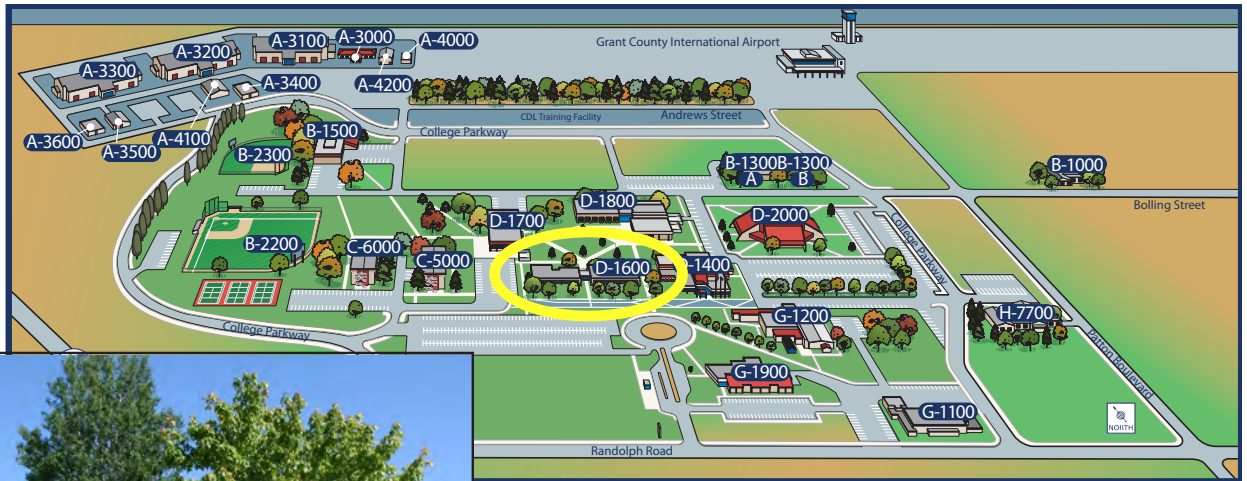 Grant County International Airport
A-3000
A-4000
A-3100
A-3200
A-3300
A-4200
A-3400
A-3600
A-3500
A-4100
CDL Training Facility
Andrews Street
College Parkway
B-1500
B-2300
B-1300
A
B-1300
B
B-1000
Bolling Street
D-1800
D-1700
D-2000
College Parkway
B-2200
C-6000
C-5000
D-1600
D-1400
G-1200
H-7700
College Parkway
Patton Boulevard
G-1900
G-1100
NORTH
Randolph Road